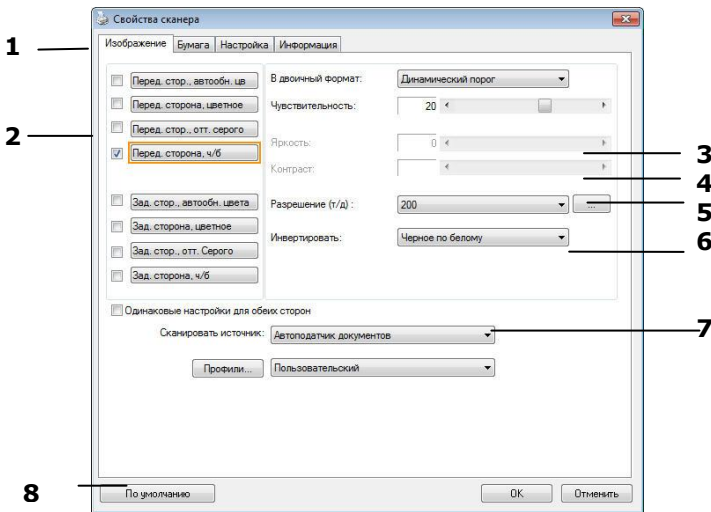 Свойства сканера
1
Изображение Бумага Настройка Информация
Перед. стор., автообн. цв
В двоичный формат: Динамический порог
Перед. сторона, цветное
Чувствительность: 20
2
Перед. стор., отт. серого
Яркость: 0
3
Перед. сторона, ч/б
Контраст:
4
Зад. стор., автообн. цвета
Разрешение (т/д) : 200 ...
5
Зад. сторона, цветное
Инвертировать: Черное по белому
6
Зад. стор., отт. Серого
Зад. сторона, ч/б
Одинаковые настройки для обеих сторон
Сканировать источник: Автоподатчик документов
7
Профили... Пользовательский
8
По умолчанию OK Отменить